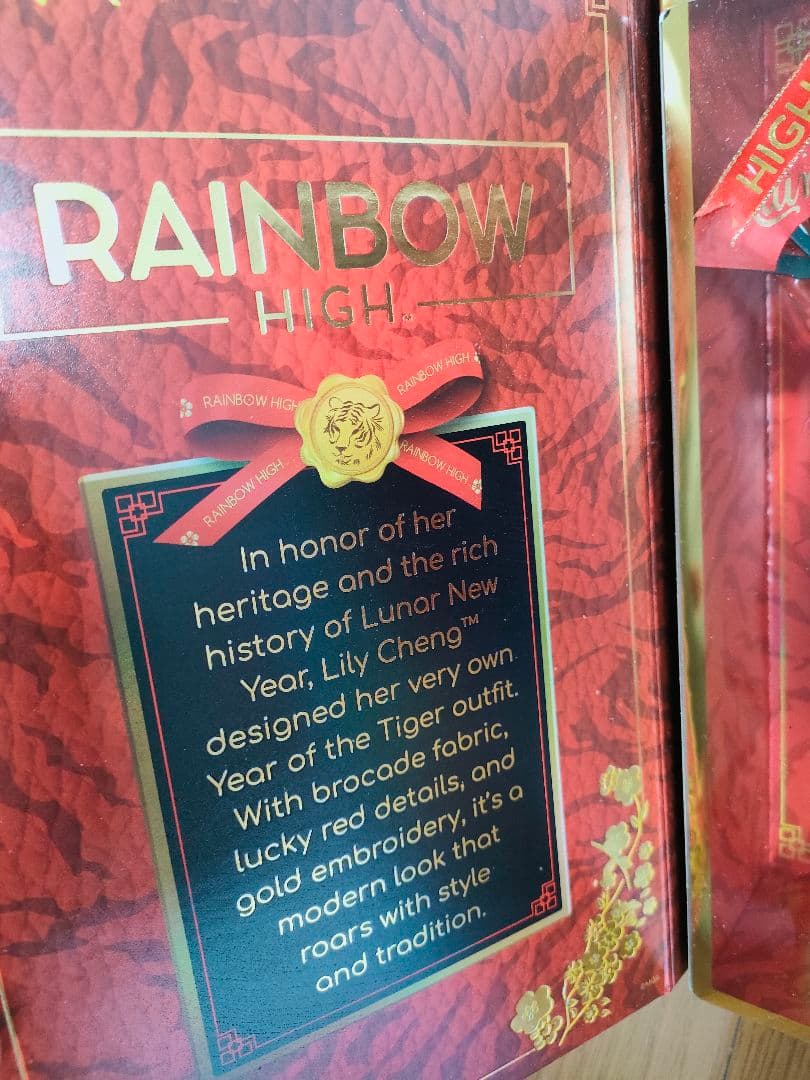 RAINBOW
HIGH
RAINBOW HIGH
RAINBOW HIGH
RAINBOW HIGH
RAINBOW HIGH
In honor of her
heritage and the rich
history of Lunar New
Year, Lily Cheng™
designed her very own
Year of the Tiger outfit.
With brocade fabric,
lucky red details, and
gold embroidery, it's a
modern look that
roars with style
and tradition.
HIGH